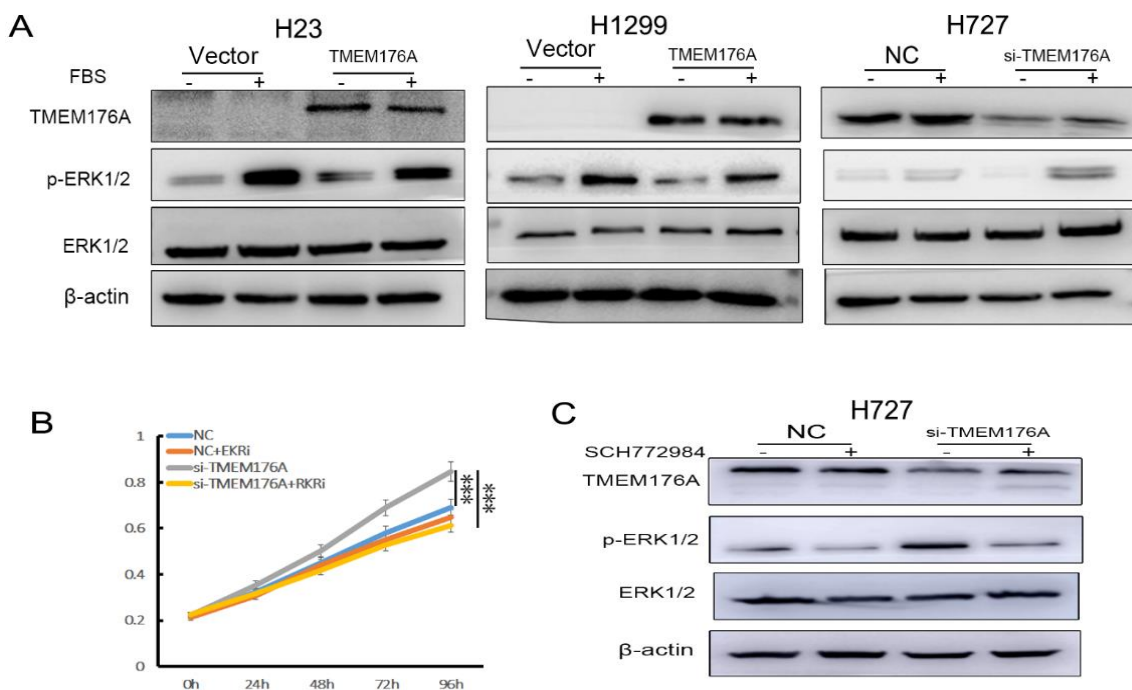 A
H23
H1299
H727
Vector
TMEM176A
Vector
TMEM176A
NC
si-TMEM176A
FBS
- + - +
- + - +
- + - +
TMEM176A
p-ERK1/2
ERK1/2
β-actin
B
1
0.8
0.6
0.4
0.2
0
NC
NC+EKRi
si-TMEM176A
si-TMEM176A+RKRi
***
***
0h 24h 48h 72h 96h
C
H727
NC
si-TMEM176A
SCH772984
- + - +
TMEM176A
p-ERK1/2
ERK1/2
β-actin